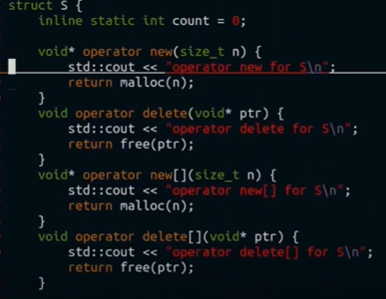 struct S {
    inline static int count = 0;

    void* operator new(size_t n) {
        std::cout << "operator new for S\n";
        return malloc(n);
    }
    void operator delete(void* ptr) {
        std::cout << "operator delete for S\n";
        return free(ptr);
    }
    void* operator new[](size_t n) {
        std::cout << "operator new[] for S\n";
        return malloc(n);
    }
    void operator delete[](void* ptr) {
        std::cout << "operator delete[] for S\n";
        return free(ptr);
    }